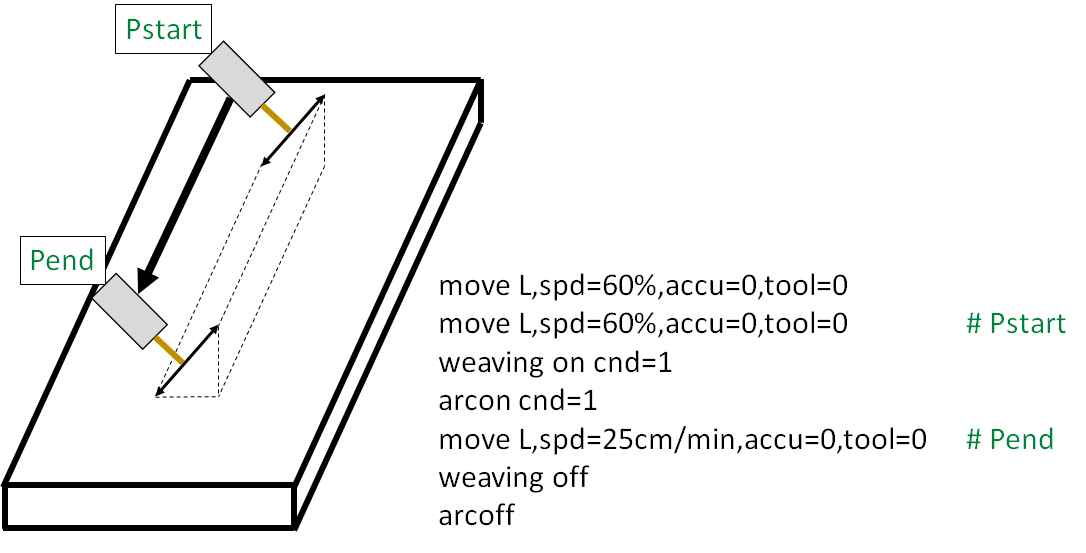 Pstart
Pend
move L,spd=60%,accu=0,tool=0
move L,spd=60%,accu=0,tool=0 # Pstart
weaving on cnd=1
arcon cnd=1
move L,spd=25cm/min,accu=0,tool=0 # Pend
weaving off
arcoff